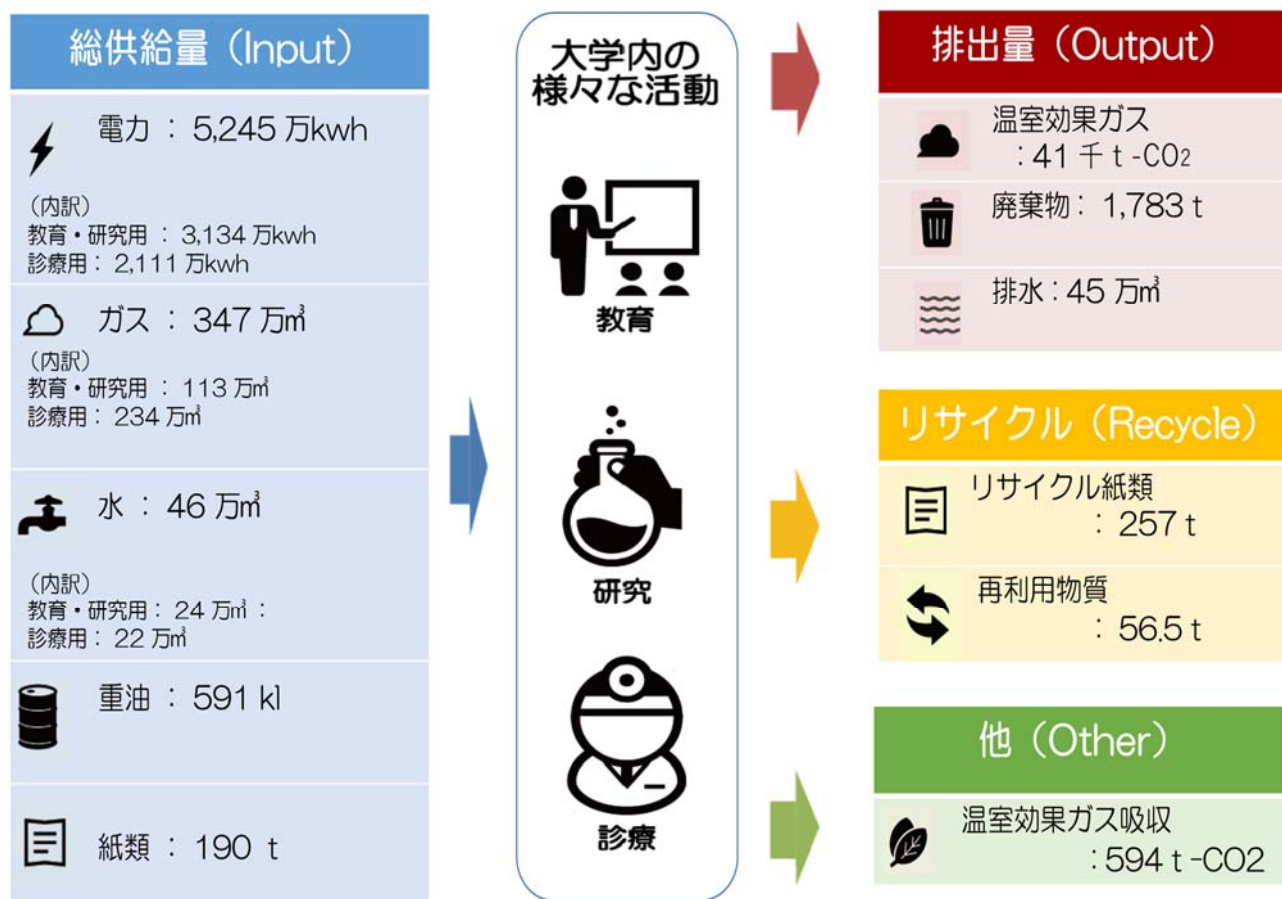 総供給量（Input）
電力 ： 5,245 万kwh
（内訳）
教育・研究用 ： 3,134 万kwh
診療用： 2,111 万kwh
ガス ： 347 万㎥
（内訳）
教育・研究用 ： 113 万㎥
診療用： 234 万㎥
水 ： 46 万㎥
（内訳）
教育・研究用： 24 万㎥ ：
診療用： 22 万㎥
重油 ： 591 kl
紙類 ： 190 t
大学内の
様々な活動
教育
研究
診療
排出量（Output）
温室効果ガス
：41 千 t -CO₂
廃棄物： 1,783 t
排水：45 万㎥
リサイクル（Recycle）
リサイクル紙類
： 257 t
再利用物質
： 56.5 t
他（Other）
温室効果ガス吸収
：594 t -CO2